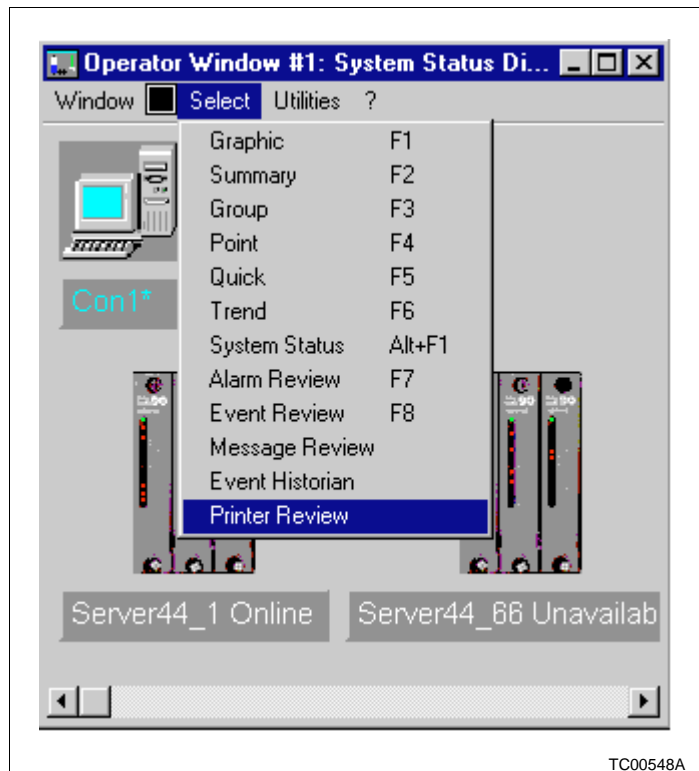 Operator Window #1: System Status Di...
Window Select Utilities ?
Graphic F1
Summary F2
Group F3
Point F4
Quick F5
Trend F6
System Status Alt+F1
Alarm Review F7
Event Review F8
Message Review
Event Historian
Printer Review
Con1*
90 90
Server44_1 Online Server44_66 Unavailab
TC00548A